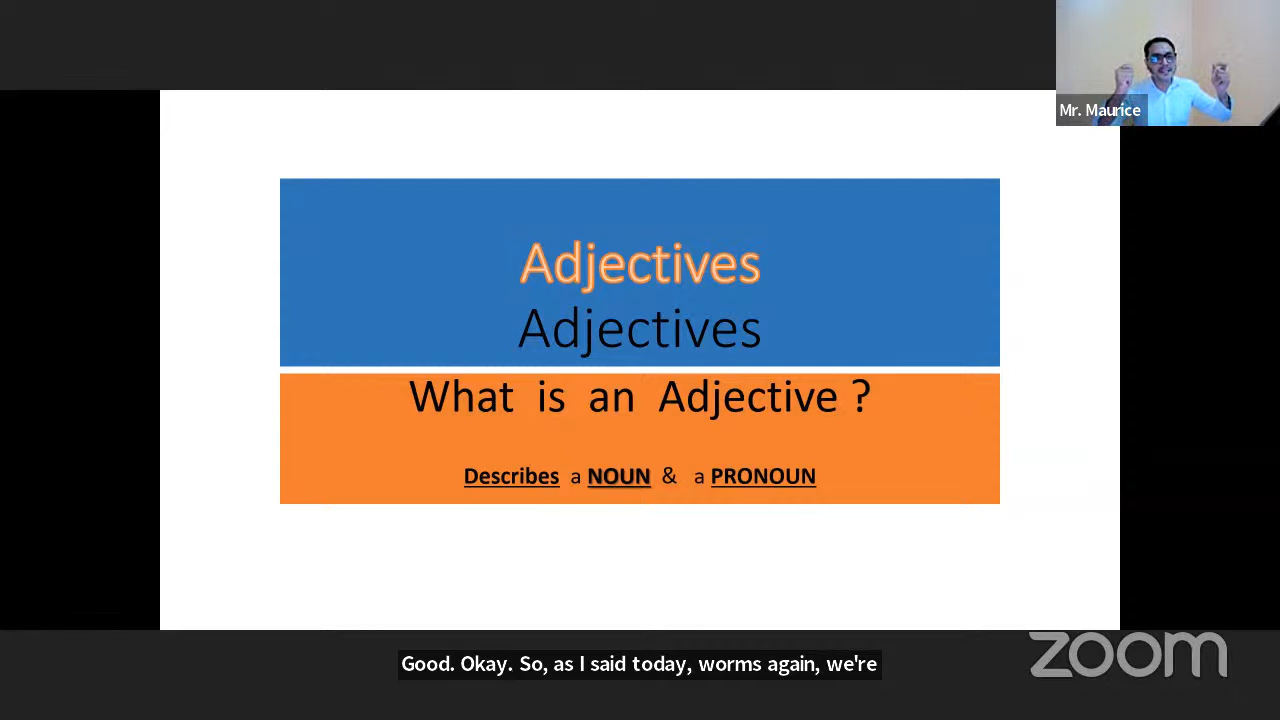 Mr. Maurice
Adjectives
Adjectives
What is an Adjective ?
Describes a NOUN & a PRONOUN
Good. Okay. So, as I said today, worms again, we're
zoom